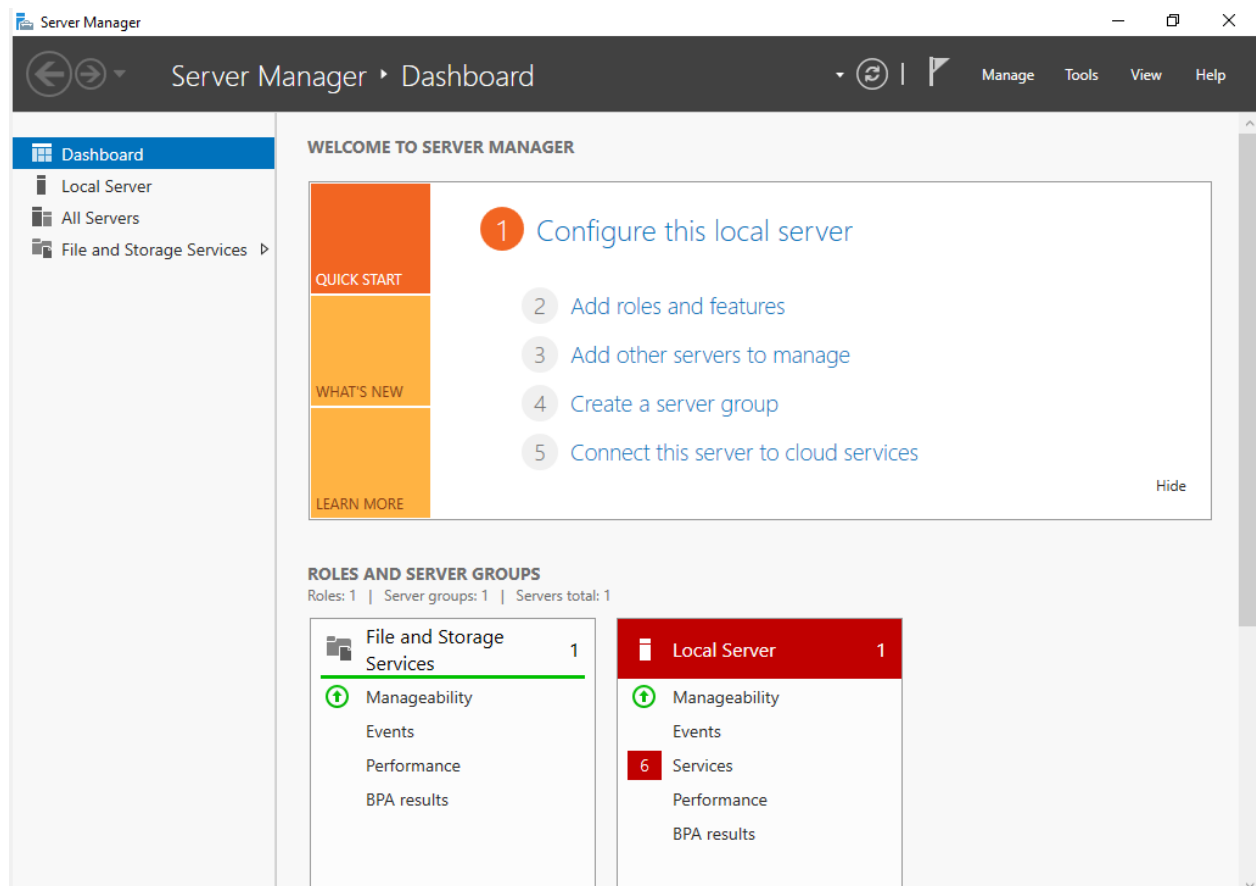 Server Manager
Server Manager ‣ Dashboard
Manage Tools View Help
Dashboard
Local Server
All Servers
File and Storage Services
WELCOME TO SERVER MANAGER
QUICK START
WHAT'S NEW
LEARN MORE
1 Configure this local server
2 Add roles and features
3 Add other servers to manage
4 Create a server group
5 Connect this server to cloud services
Hide
ROLES AND SERVER GROUPS
Roles: 1 | Server groups: 1 | Servers total: 1
File and Storage
Services 1
Manageability
Events
Performance
BPA results
Local Server 1
Manageability
Events
6 Services
Performance
BPA results